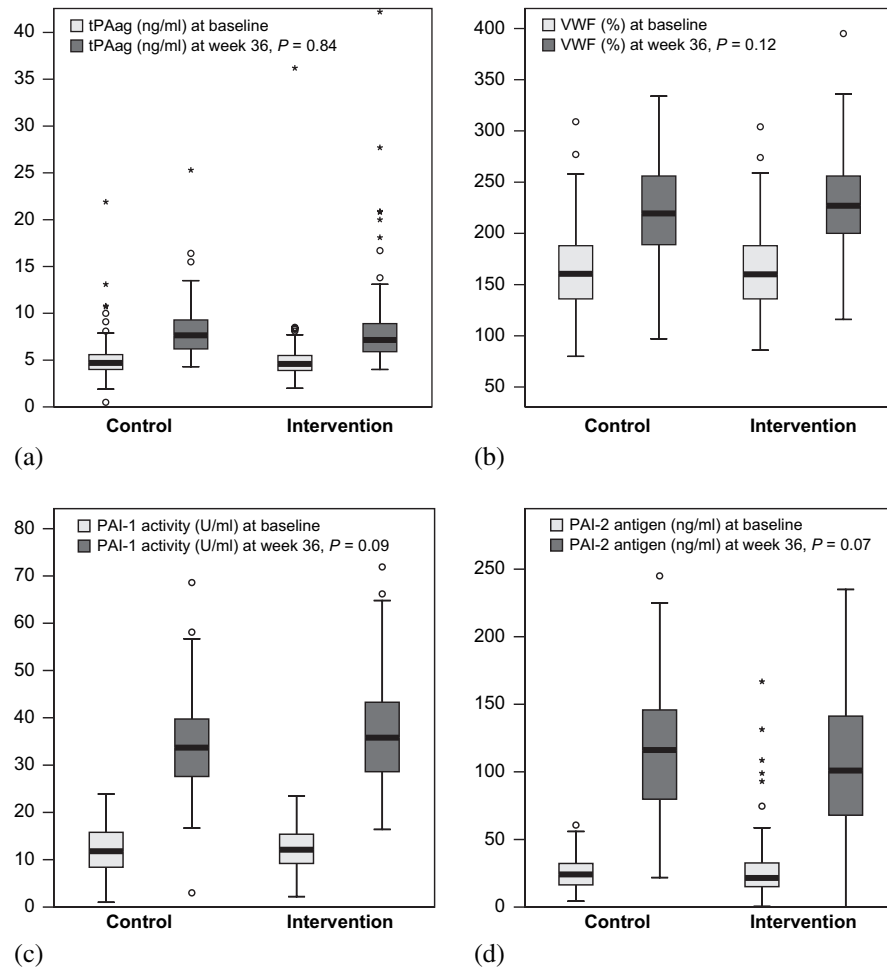 tPAag (ng/ml) at baseline
tPAag (ng/ml) at week 36, P = 0.84
40
35
30
25
20
15
10
5
0
Control Intervention
(a)
VWF (%) at baseline
VWF (%) at week 36, P = 0.12
400
350
300
250
200
150
100
50
Control Intervention
(b)
PAI-1 activity (U/ml) at baseline
PAI-1 activity (U/ml) at week 36, P = 0.09
80
70
60
50
40
30
20
10
0
Control Intervention
(c)
PAI-2 antigen (ng/ml) at baseline
PAI-2 antigen (ng/ml) at week 36, P = 0.07
250
200
150
100
50
0
Control Intervention
(d)